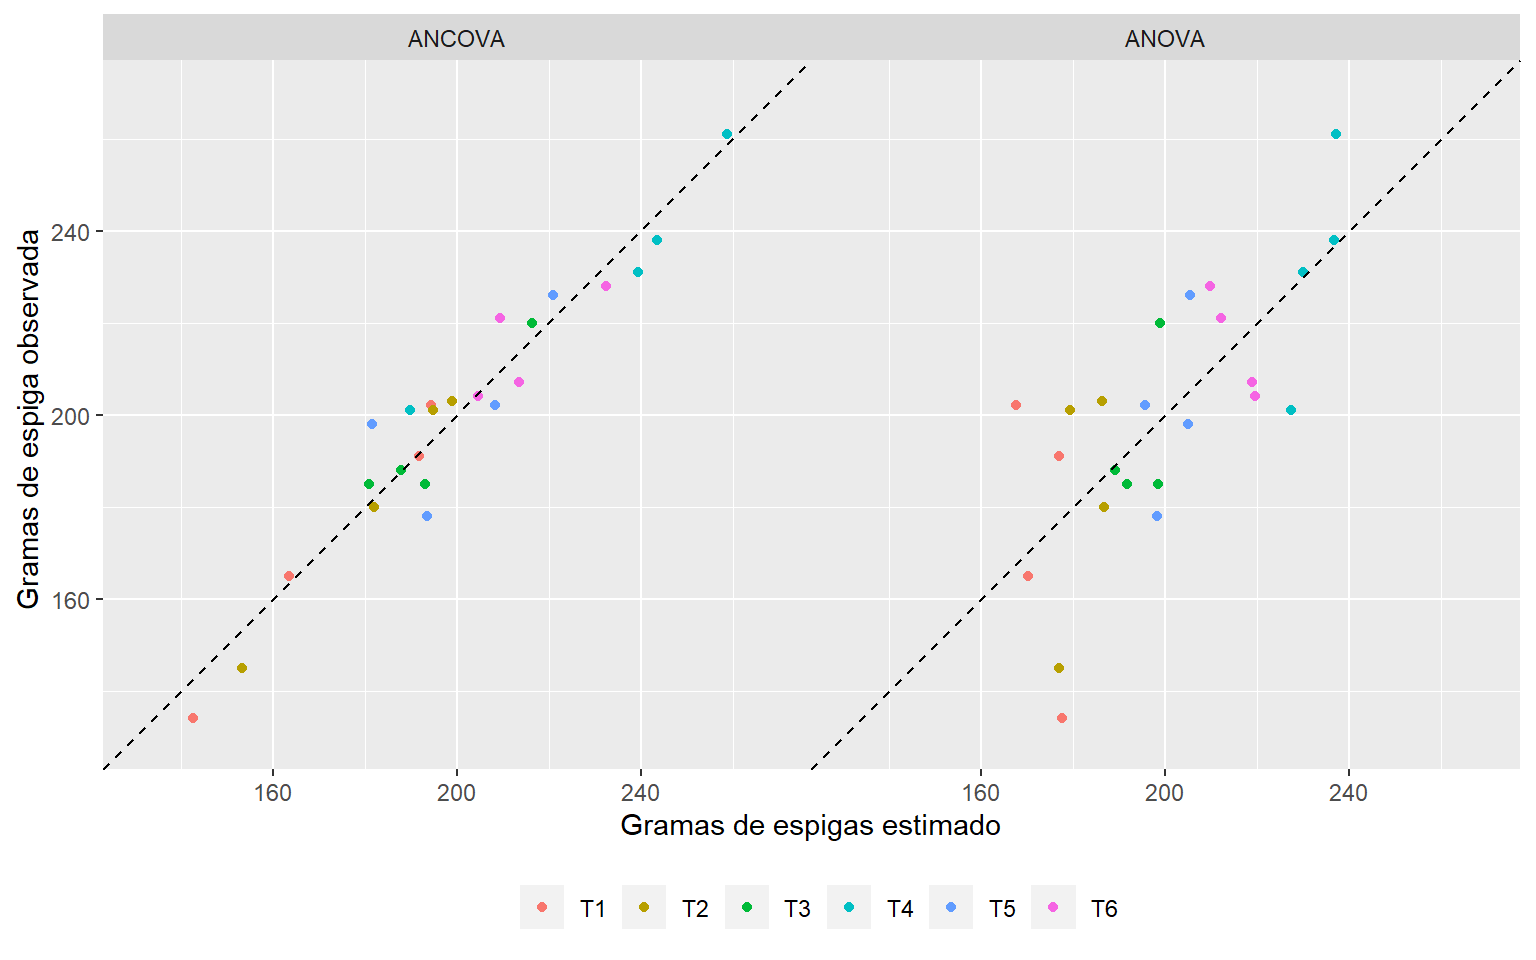 ANCOVA ANOVA
Gramas de espiga observada
240
200
160
160 200 240 160 200 240
Gramas de espigas estimado
T1 T2 T3 T4 T5 T6